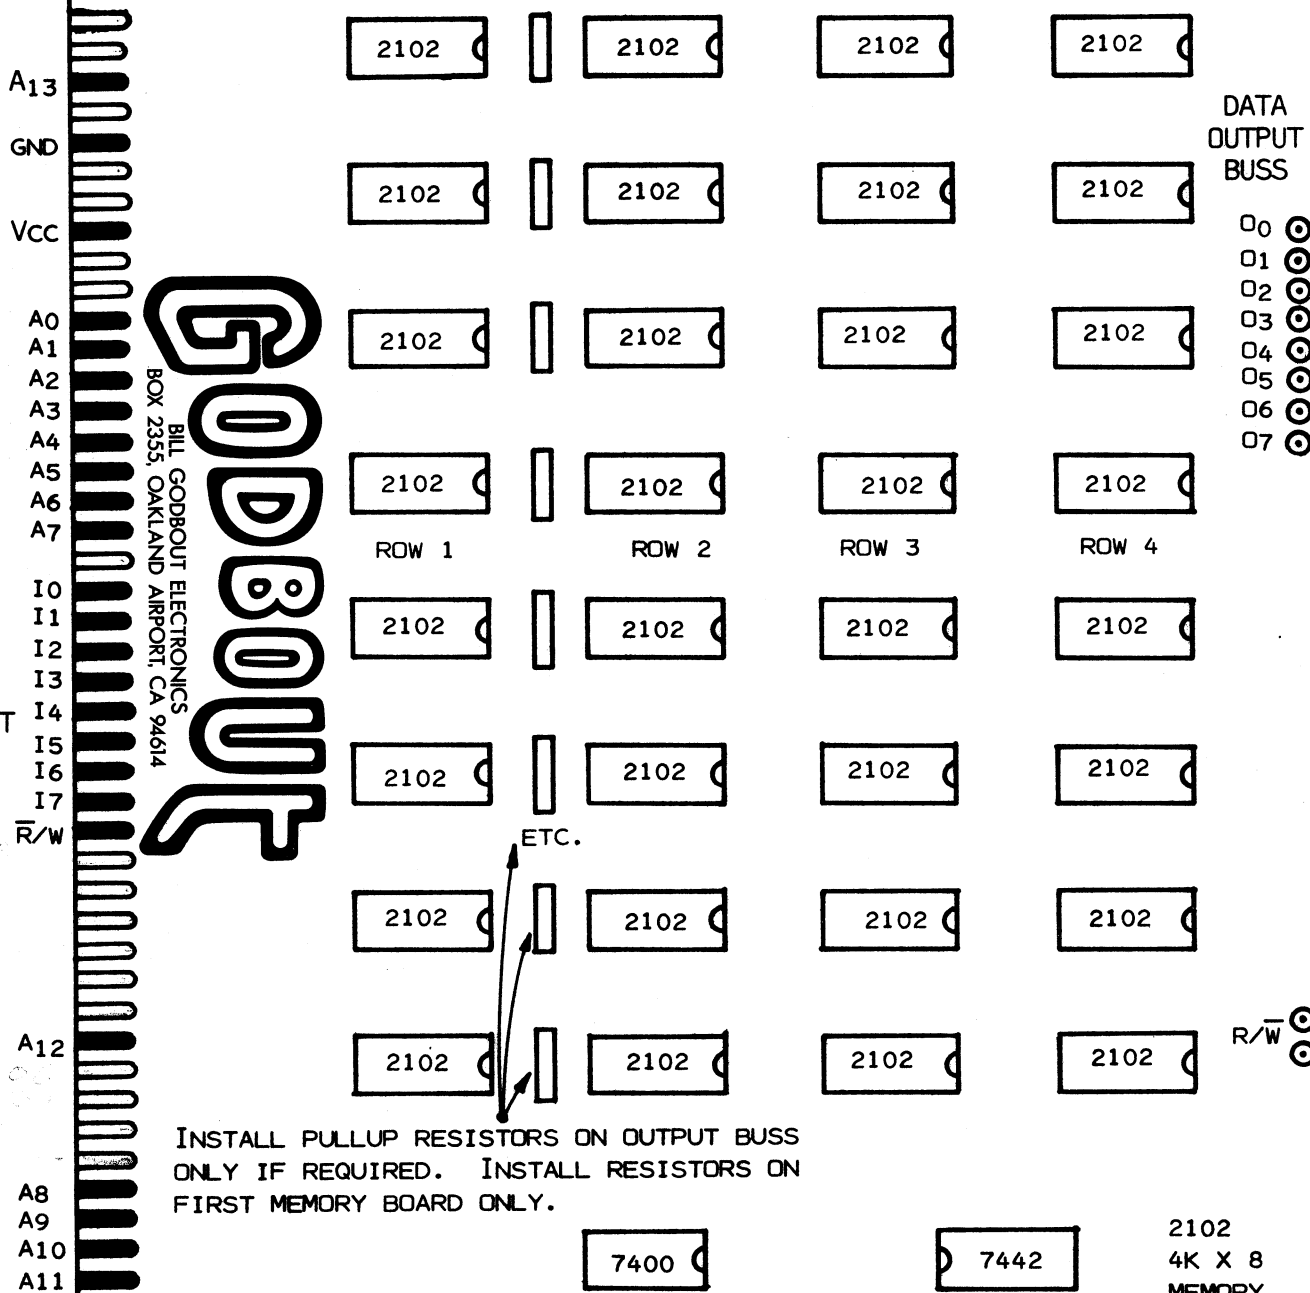 2102 2102 2102 2102
A13
DATA
OUTPUT
BUSS
GND
2102 2102 2102 2102
VCC
O0
O1
O2
O3
O4
O5
O6
O7
A0
A1
A2
A3
A4
A5
A6
A7
GODBOUT
BILL GODBOUT ELECTRONICS
BOX 2355, OAKLAND AIRPORT, CA 94614
2102 2102 2102 2102
2102 2102 2102 2102
ROW 1 ROW 2 ROW 3 ROW 4
I0
I1
I2
I3
T I4
I5
I6
I7
R̅/W
2102 2102 2102 2102
2102 2102 2102 2102
ETC.
2102 2102 2102 2102
A12
R/W̅
2102 2102 2102 2102
INSTALL PULLUP RESISTORS ON OUTPUT BUSS
ONLY IF REQUIRED. INSTALL RESISTORS ON
FIRST MEMORY BOARD ONLY.
A8
A9
A10
A11
7400 7442
2102
4K X 8
MEMORY